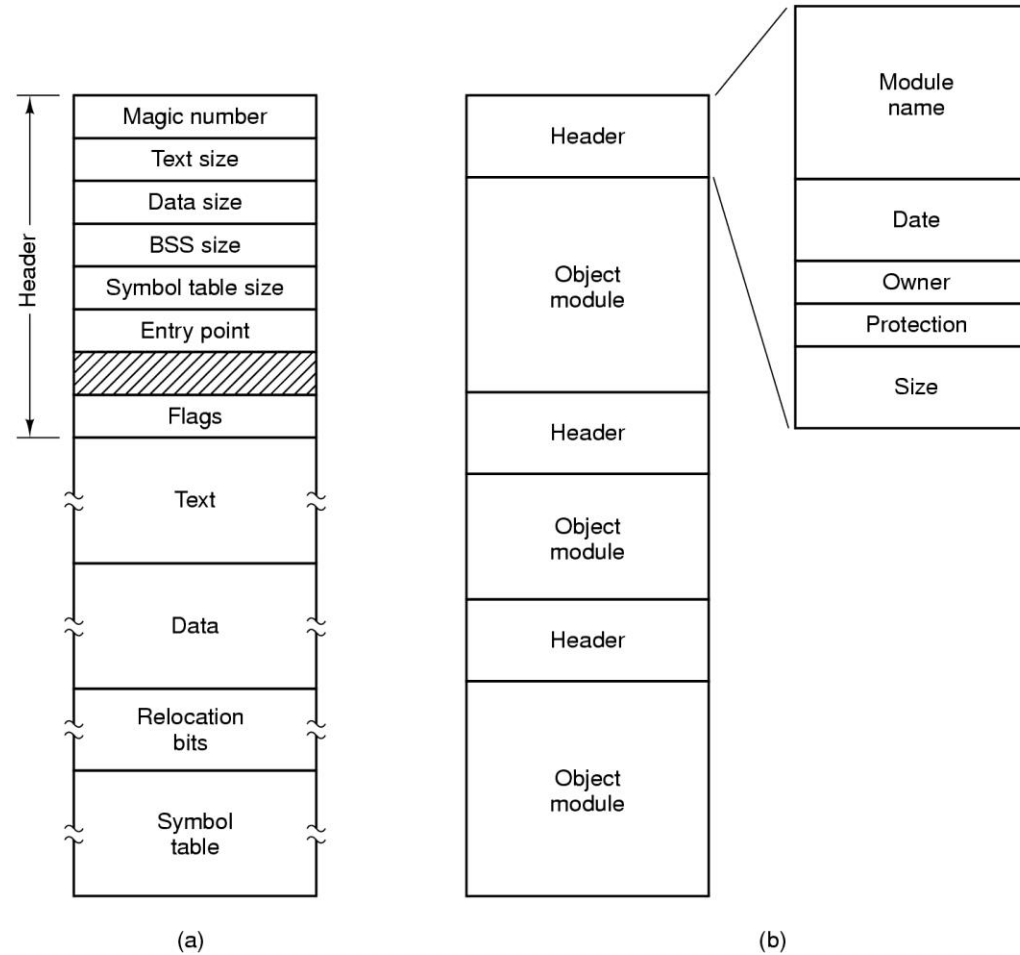 Header
Magic number
Text size
Data size
BSS size
Symbol table size
Entry point
Flags
Text
Data
Relocation
bits
Symbol
table
(a)
Header
Object
module
Header
Object
module
Header
Object
module
Module
name
Date
Owner
Protection
Size
(b)